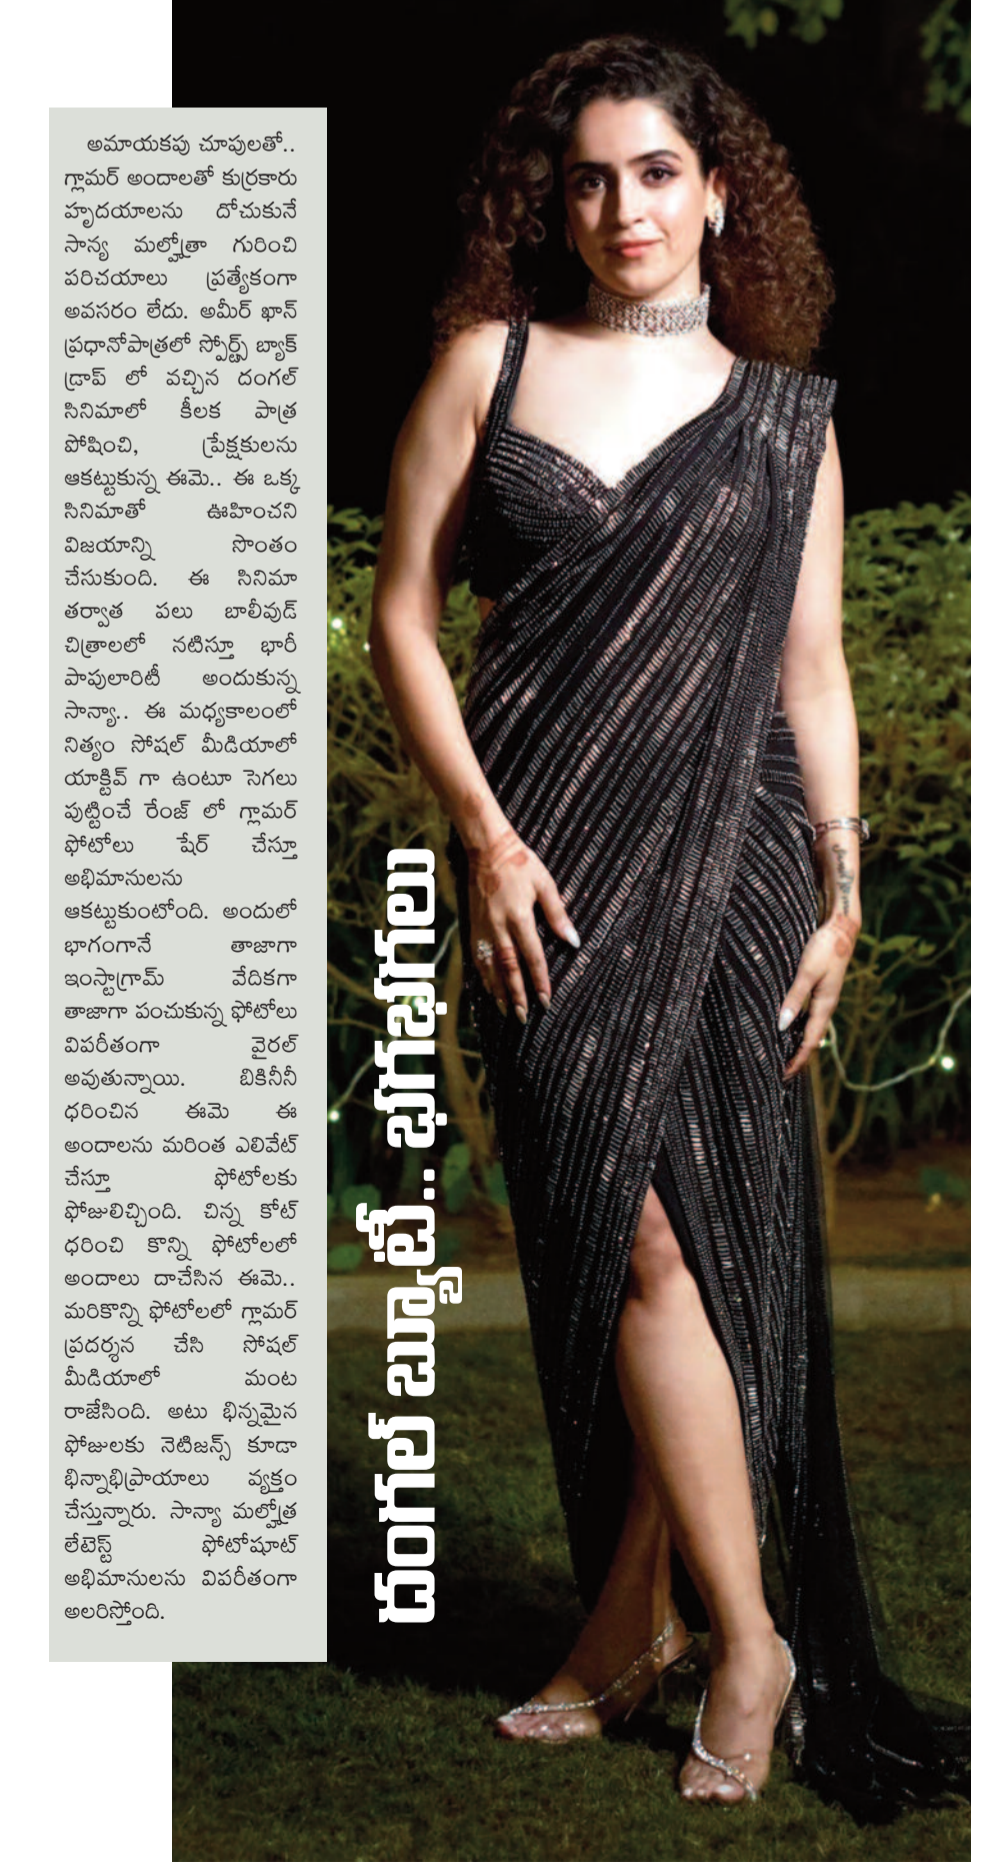 అమాయకపు చూపులతో..
గ్లామర్ అందాలతో కుర్రకారు
హృదయాలను దోచుకునే
సాన్య మల్హోత్రా గురించి
పరిచయాలు ప్రత్యేకంగా
అవసరం లేదు. అమీర్ ఖాన్
ప్రధానోపాత్రలో స్పోర్ట్స్ బ్యాక్
డ్రాప్ లో వచ్చిన దంగల్
సినిమాలో కీలక పాత్ర
పోషించి, ప్రేక్షకులను
ఆకట్టుకున్న ఈమె.. ఈ ఒక్క
సినిమాతో ఊహించని
విజయాన్ని సొంతం
చేసుకుంది. ఈ సినిమా
తర్వాత పలు బాలీవుడ్
చిత్రాలలో నటిస్తూ భారీ
పాపులారిటీ అందుకున్న
సాన్యా.. ఈ మధ్యకాలంలో
నిత్యం సోషల్ మీడియాలో
యాక్టివ్ గా ఉంటూ సెగలు
పుట్టించే రేంజ్ లో గ్లామర్
ఫోటోలు షేర్ చేస్తూ
అభిమానులను
ఆకట్టుకుంటోంది. అందులో
భాగంగానే తాజాగా
ఇంస్టాగ్రామ్ వేదికగా
తాజాగా పంచుకున్న ఫోటోలు
విపరీతంగా వైరల్
అవుతున్నాయి. బికినీనీ
ధరించిన ఈమె ఈ
అందాలను మరింత ఎలివేట్
చేస్తూ ఫోటోలకు
ఫోజులిచ్చింది. చిన్న కోట్
ధరించి కొన్ని ఫోటోలలో
అందాలు దాచేసిన ఈమె..
మరికొన్ని ఫోటోలలో గ్లామర్
ప్రదర్శన చేసి సోషల్
మీడియాలో మంట
రాజేసింది. అటు భిన్నమైన
ఫోజులకు నెటిజన్స్ కూడా
భిన్నాభిప్రాయాలు వ్యక్తం
చేస్తున్నారు. సాన్యా మల్హోత్ర
లేటెస్ట్ ఫోటోషూట్
అభిమానులను విపరీతంగా
అలరిస్తోంది.
దంగల్ బ్యూటీ.. భగభగలు